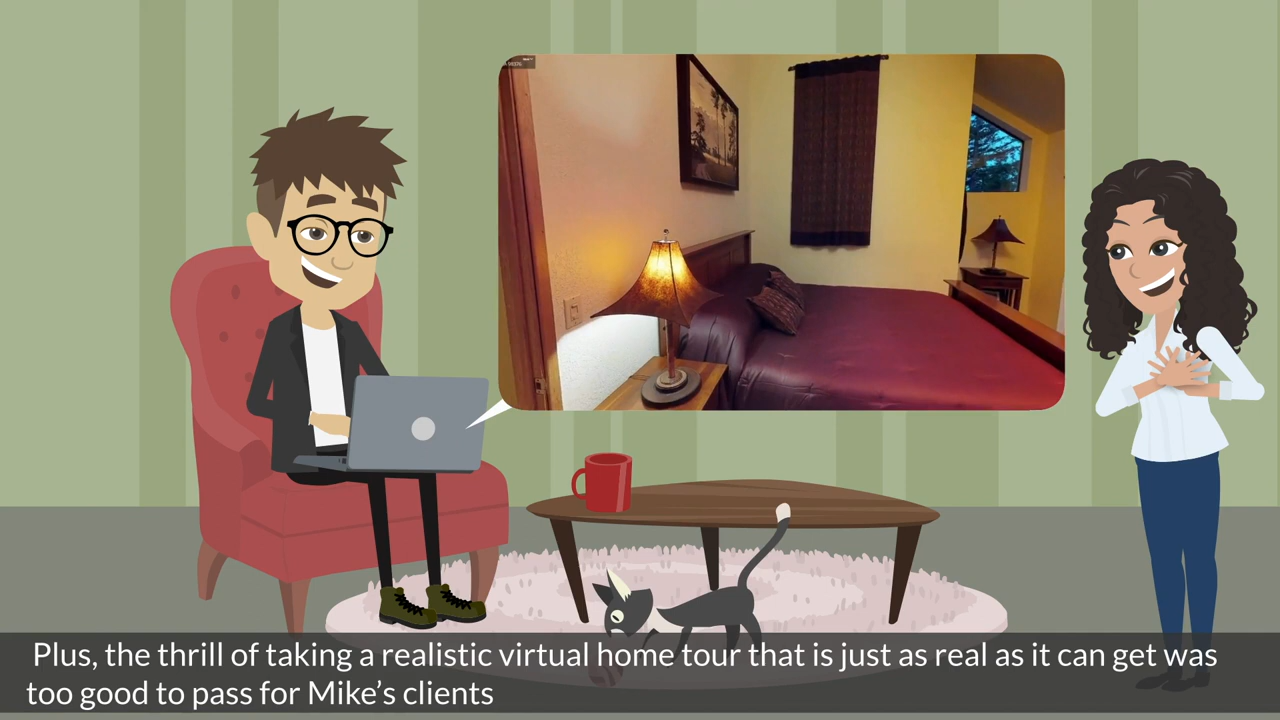 Plus, the thrill of taking a realistic virtual home tour that is just as real as it can get was
too good to pass for Mike's clients